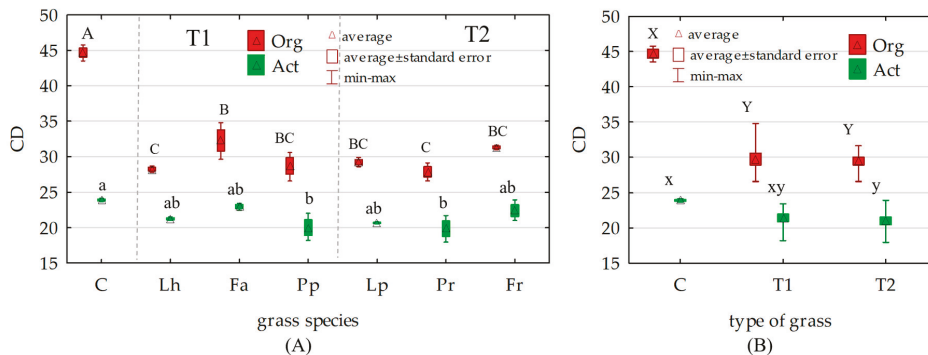 T1
T2
Org
Act
average
average±standard error
min-max
CD
50
45
40
35
30
25
20
15
A
a
C
ab
B
ab
BC
b
BC
ab
C
b
BC
ab
C
Lh
Fa
Pp
Lp
Pr
Fr
grass species
(A)
CD
50
45
40
35
30
25
20
15
X
average
average±standard error
min-max
Org
Act
Y
Y
x
xy
y
C
T1
T2
type of grass
(B)